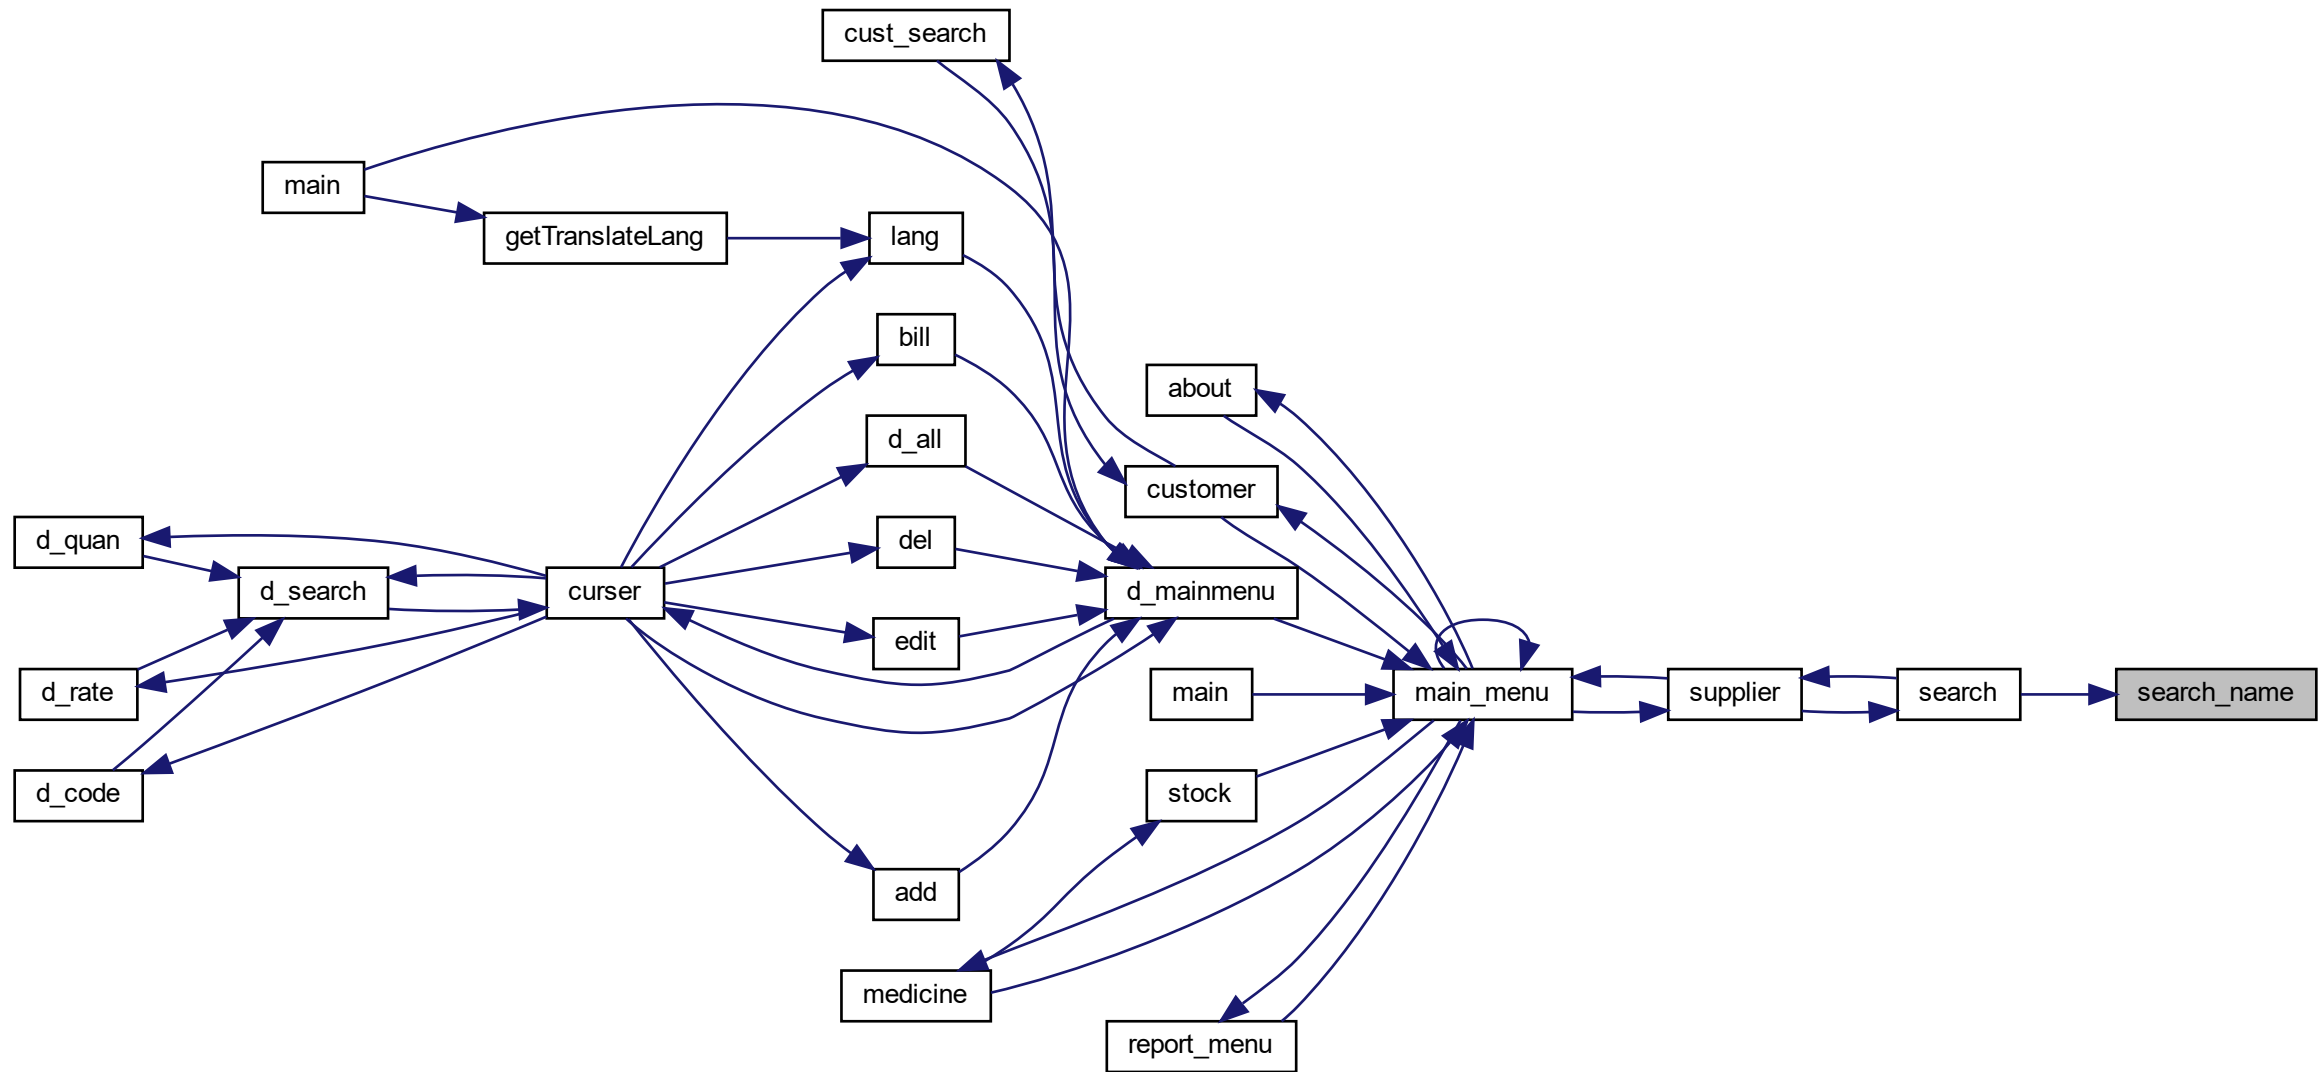 cust_search
main
getTranslateLang
lang
bill
about
d_all
customer
d_quan
del
d_search
curser
d_mainmenu
edit
d_rate
main
main_menu
supplier
search
search_name
d_code
stock
add
medicine
report_menu